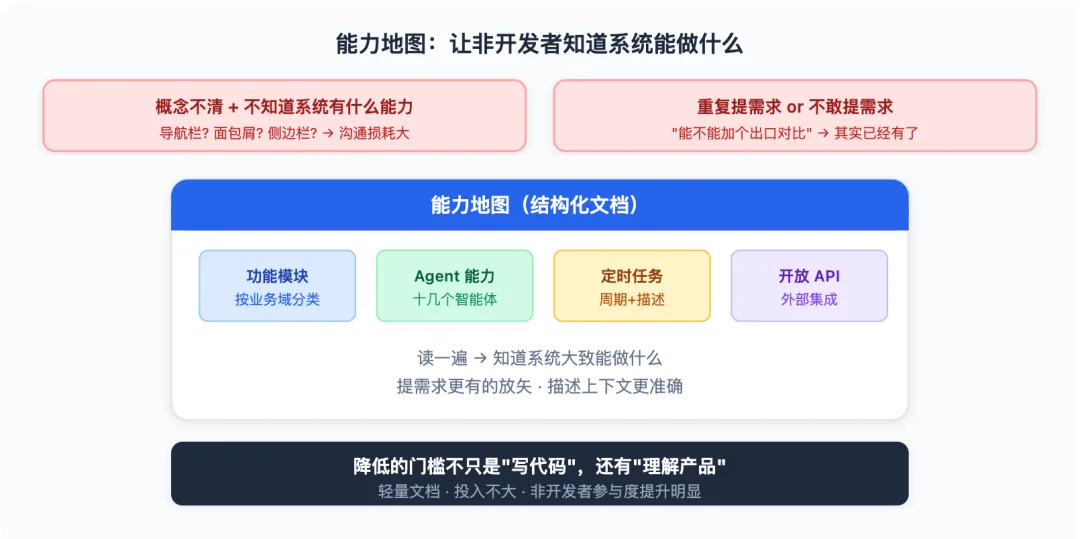 能力地图：让非开发者知道系统能做什么
概念不清 + 不知道系统有什么能力
导航栏? 面包屑? 侧边栏? → 沟通损耗大
重复提需求 or 不敢提需求
"能不能加个出口对比" → 其实已经有了
能力地图（结构化文档）
功能模块
按业务域分类
Agent 能力
十几个智能体
定时任务
周期+描述
开放 API
外部集成
读一遍 → 知道系统大致能做什么
提需求更有的放矢 · 描述上下文更准确
降低的门槛不只是"写代码"，还有"理解产品"
轻量文档 · 投入不大 · 非开发者参与度提升明显